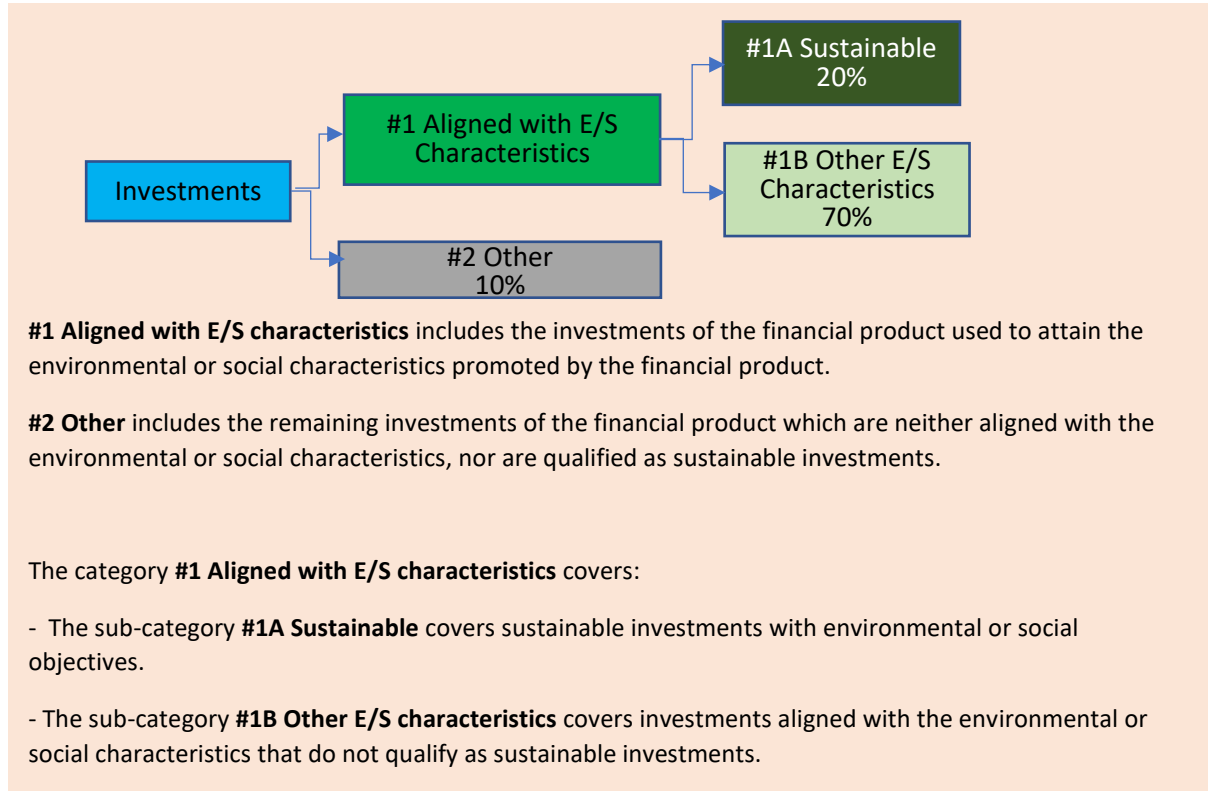 #1A Sustainable
20%
#1 Aligned with E/S
Characteristics
#1B Other E/S
Characteristics
70%
Investments
#2 Other
10%
#1 Aligned with E/S characteristics includes the investments of the financial product used to attain the
environmental or social characteristics promoted by the financial product.
#2 Other includes the remaining investments of the financial product which are neither aligned with the
environmental or social characteristics, nor are qualified as sustainable investments.
The category #1 Aligned with E/S characteristics covers:
- The sub-category #1A Sustainable covers sustainable investments with environmental or social
objectives.
- The sub-category #1B Other E/S characteristics covers investments aligned with the environmental or
social characteristics that do not qualify as sustainable investments.